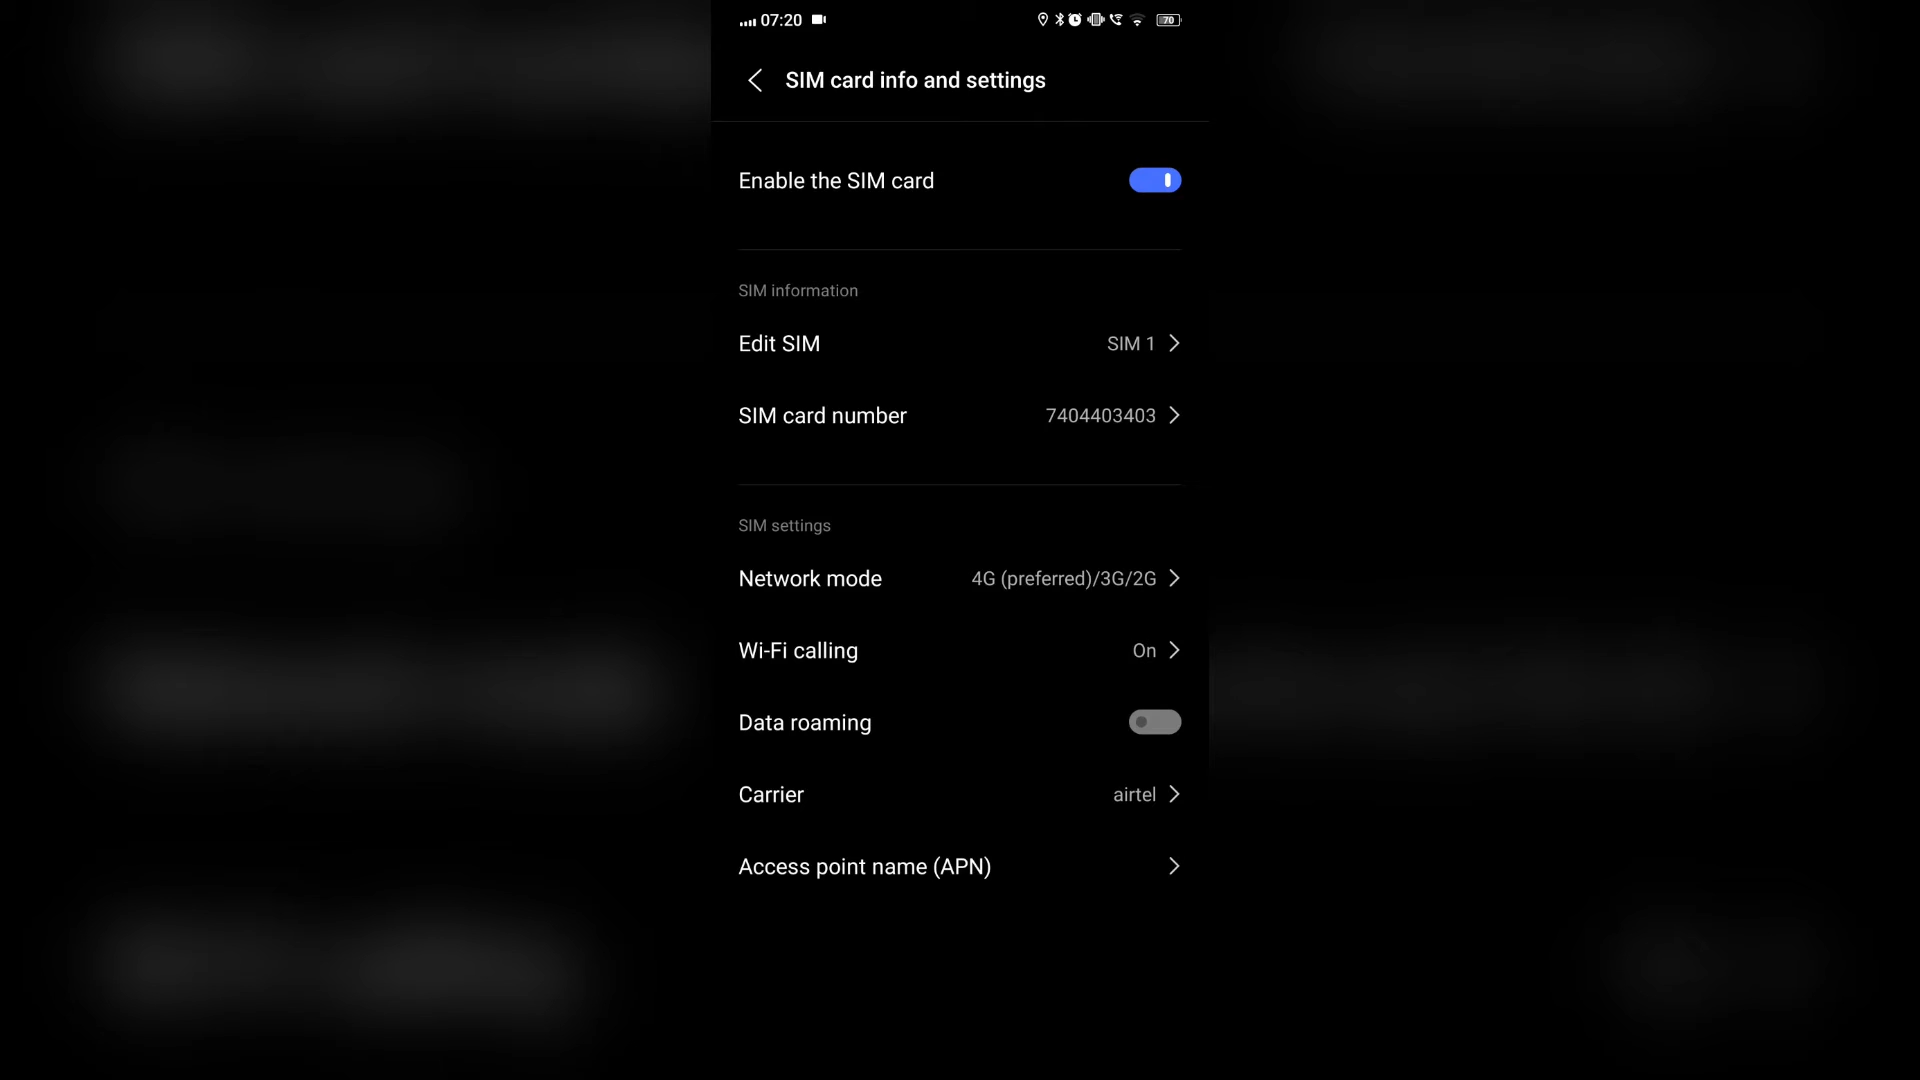 07:20 70
SIM card info and settings
Enable the SIM card
SIM information
Edit SIM SIM 1
SIM card number 7404403403
SIM settings
Network mode 4G (preferred)/3G/2G
Wi-Fi calling On
Data roaming
Carrier airtel
Access point name (APN)